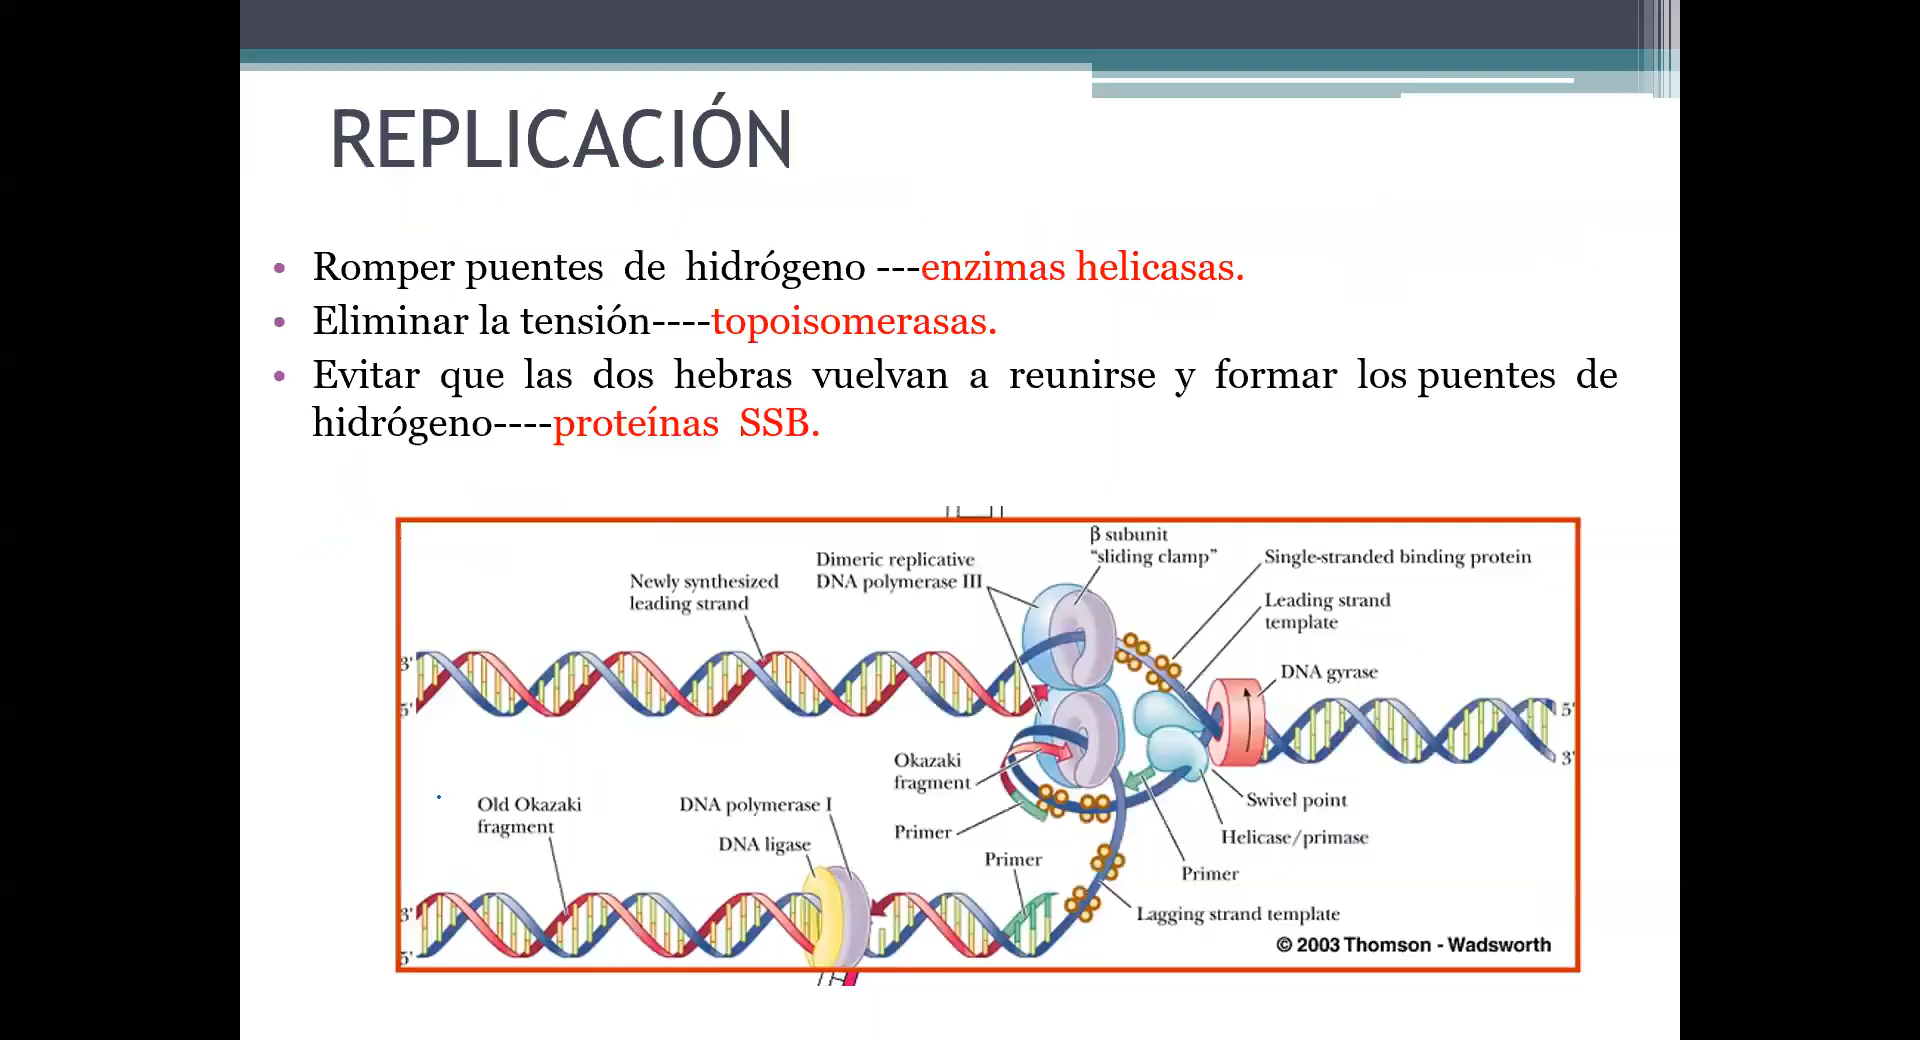 REPLICACIÓN
• Romper puentes de hidrógeno ---enzimas helicasas.
• Eliminar la tensión----topoisomerasas.
• Evitar que las dos hebras vuelvan a reunirse y formar los puentes de
hidrógeno----proteínas SSB.
β subunit
“sliding clamp”
Dimeric replicative
DNA polymerase III
Single-stranded binding protein
Newly synthesized
leading strand
Leading strand
template
3'
DNA gyrase
5'
5'
3'
Okazaki
fragment
Swivel point
Old Okazaki
fragment
DNA polymerase I
Primer
Helicase/primase
DNA ligase
Primer
Primer
3'
Lagging strand template
5'
© 2003 Thomson - Wadsworth